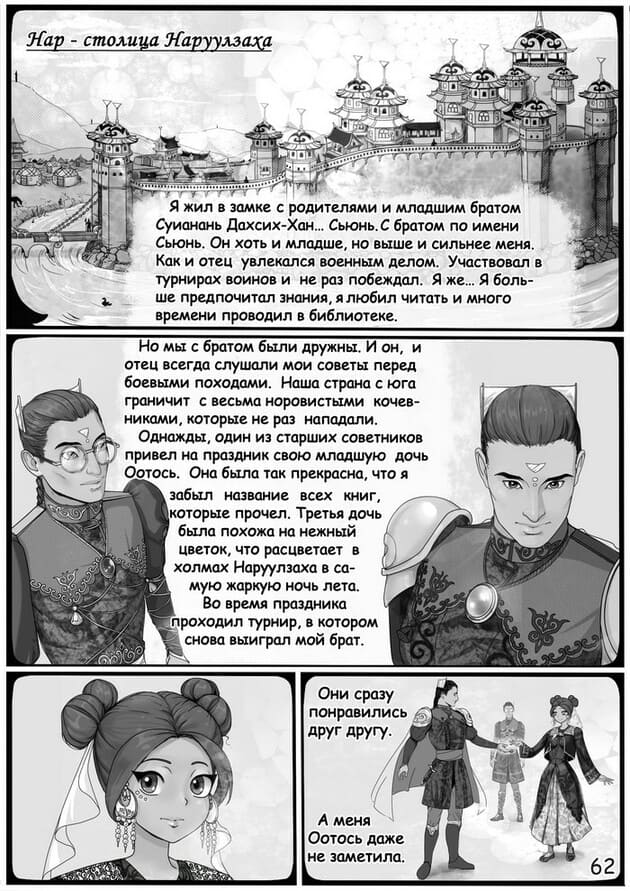 Нар - столица Наруулзаха
Я жил в замке с родителями и младшим братом
Суианань Дахсих-Хан... Сьюнь.С братом по имени
Сьюнь. Он хоть и младше, но выше и сильнее меня.
Как и отец увлекался военным делом. Участвовал в
турнирах воинов и не раз побеждал. Я же... Я боль-
ше предпочитал знания, я любил читать и много
времени проводил в библиотеке.
Но мы с братом были дружны. И он, и
отец всегда слушали мои советы перед
боевыми походами. Наша страна с юга
граничит с весьма норовистыми кочев-
никами, которые не раз нападали.
Однажды, один из старших советников
привел на праздник свою младшую дочь
Оотось. Она была так прекрасна, что я
забыл название всех книг,
которые прочел. Третья дочь
была похожа на нежный
цветок, что расцветает в
холмах Наруулзаха в са-
мую жаркую ночь лета.
Во время праздника
проходил турнир, в котором
снова выиграл мой брат.
Они сразу
понравились
друг другу.
А меня
Оотось даже
не заметила.
62